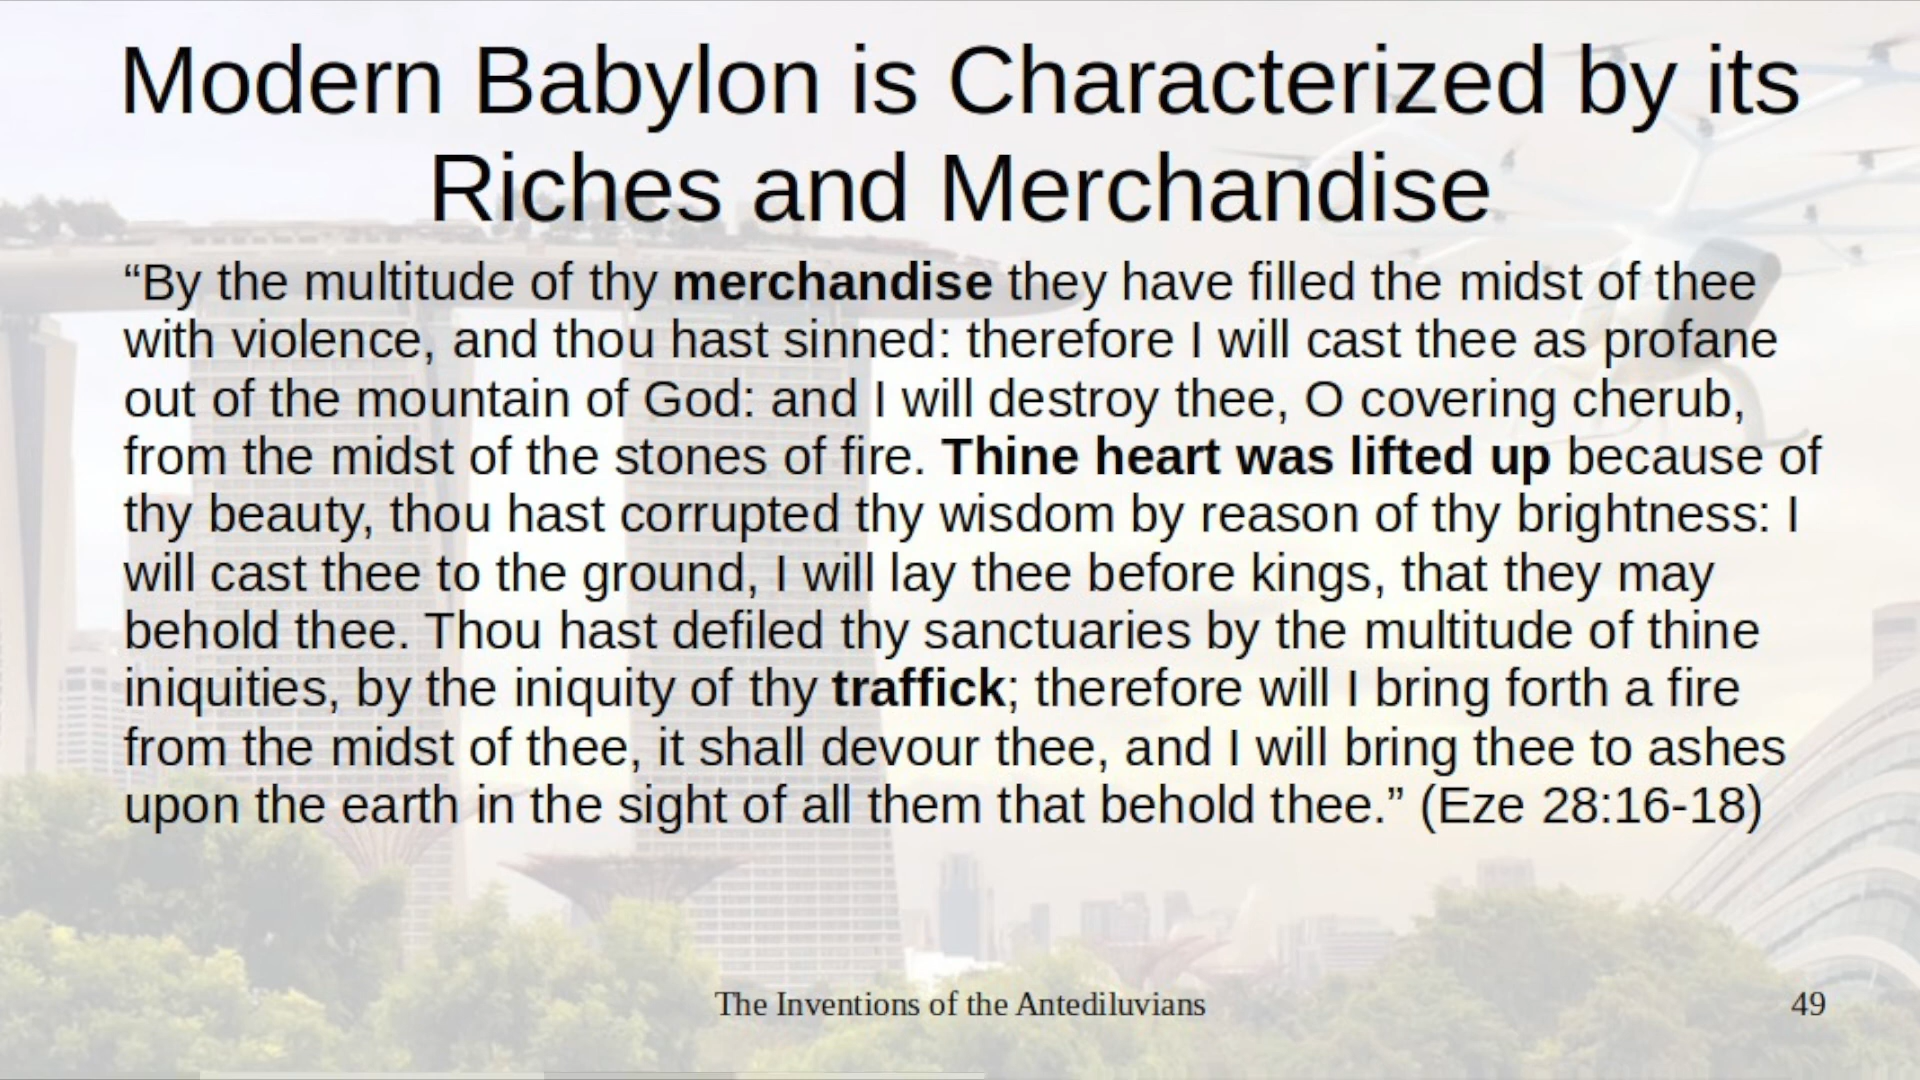 Modern Babylon is Characterized by its
Riches and Merchandise
“By the multitude of thy merchandise they have filled the midst of thee
with violence, and thou hast sinned: therefore I will cast thee as profane
out of the mountain of God: and I will destroy thee, O covering cherub,
from the midst of the stones of fire. Thine heart was lifted up because of
thy beauty, thou hast corrupted thy wisdom by reason of thy brightness: I
will cast thee to the ground, I will lay thee before kings, that they may
behold thee. Thou hast defiled thy sanctuaries by the multitude of thine
iniquities, by the iniquity of thy traffick; therefore will I bring forth a fire
from the midst of thee, it shall devour thee, and I will bring thee to ashes
upon the earth in the sight of all them that behold thee.” (Eze 28:16-18)
The Inventions of the Antediluvians
49